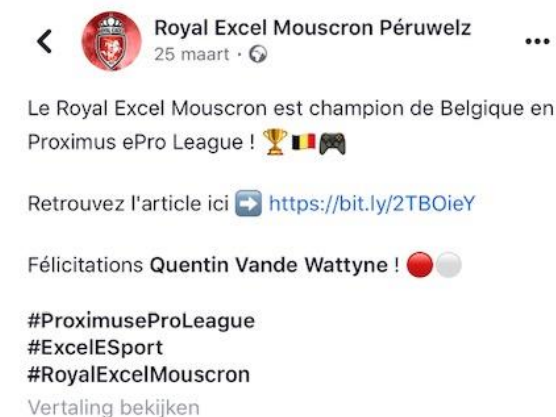 Royal Excel Mouscron Péruwelz
25 maart ·
Le Royal Excel Mouscron est champion de Belgique en
Proximus ePro League ! 🏆🇧🇪🎮
Retrouvez l'article ici ➡️ https://bit.ly/2TBOieY
Félicitations Quentin Vande Wattyne ! 🔴⚪
#ProximuseProLeague
#ExcelESport
#RoyalExcelMouscron
Vertaling bekijken